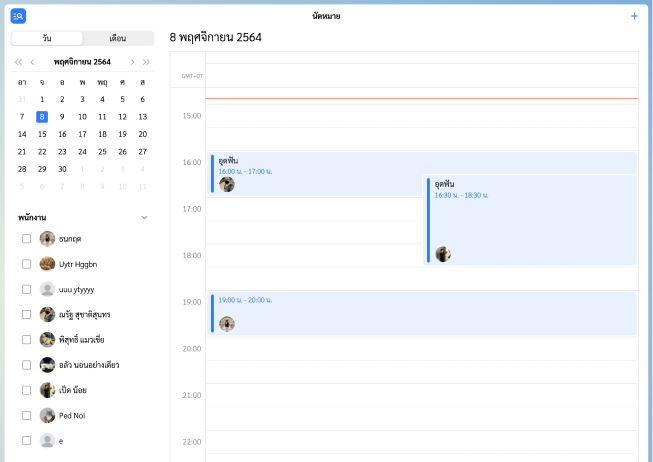 นัดหมาย
+
วัน เดือน
8 พฤศจิกายน 2564
พฤศจิกายน 2564
อา จ อ พ พฤ ศ ส
31 1 2 3 4 5 6
7 8 9 10 11 12 13
14 15 16 17 18 19 20
21 22 23 24 25 26 27
28 29 30 1 2 3 4
5 6 7 8 9 10 11
พนักงาน
ธนกฤต
Uytr Hggbn
uuu ytyyyy
ณรัฐ สุชาติสุนทร
พิสุทธิ์ แมวเซีย
อลัว นอนอย่างเดียว
เป็ด น้อย
Ped Noi
e
GMT+07
15:00
16:00
อุดฟัน
16:00 น. - 17:00 น.
อุดฟัน
16:30 น. - 18:30 น.
17:00
18:00
19:00
19:00 น. - 20:00 น.
20:00
21:00
22:00